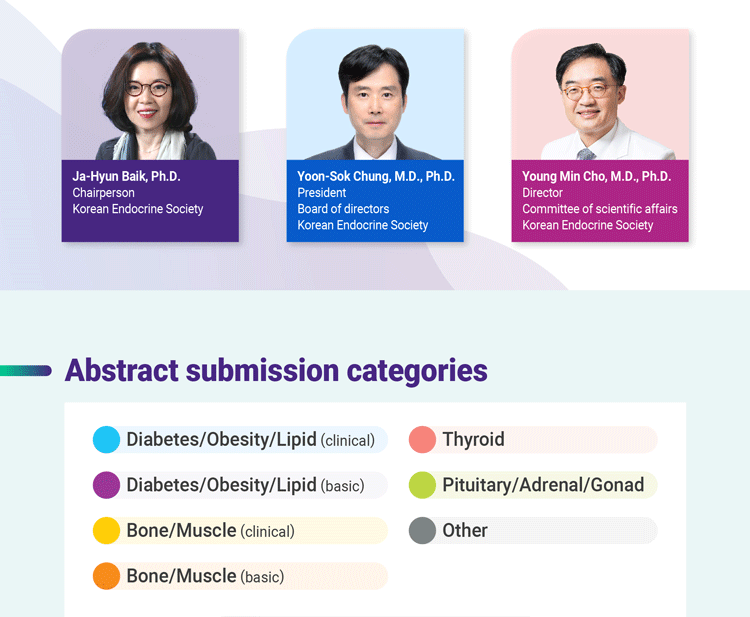 Ja-Hyun Baik, Ph.D.
Chairperson
Korean Endocrine Society
Yoon-Sok Chung, M.D., Ph.D.
President
Board of directors
Korean Endocrine Society
Young Min Cho, M.D., Ph.D.
Director
Committee of scientific affairs
Korean Endocrine Society
Abstract submission categories
Diabetes/Obesity/Lipid (clinical)
Diabetes/Obesity/Lipid (basic)
Bone/Muscle (clinical)
Bone/Muscle (basic)
Thyroid
Pituitary/Adrenal/Gonad
Other